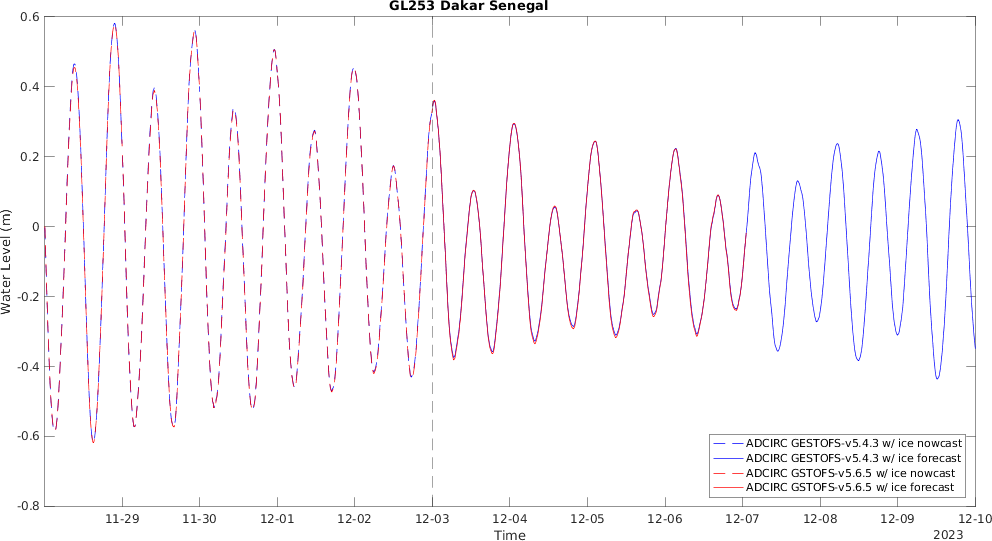 GL253 Dakar Senegal
0.6
0.4
0.2
0
-0.2
-0.4
-0.6
-0.8
Water Level (m)
ADCIRC GESTOFS-v5.4.3 w/ ice nowcast
ADCIRC GESTOFS-v5.4.3 w/ ice forecast
ADCIRC GSTOFS-v5.6.5 w/ ice nowcast
ADCIRC GSTOFS-v5.6.5 w/ ice forecast
11-29 11-30 12-01 12-02 12-03 12-04 12-05 12-06 12-07 12-08 12-09 12-10
Time
2023